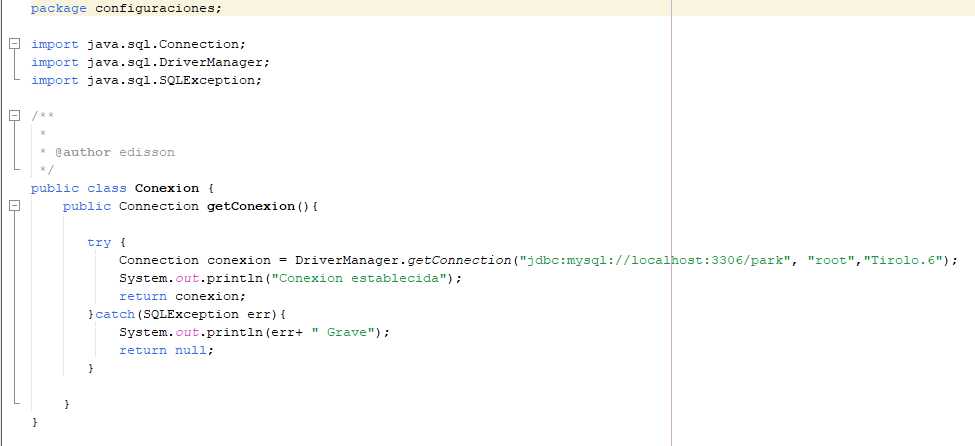 package configuraciones;
import java.sql.Connection;
import java.sql.DriverManager;
import java.sql.SQLException;
/**
*
* @author edisson
*/
public class Conexion {
public Connection getConexion(){
try {
Connection conexion = DriverManager.getConnection("jdbc:mysql://localhost:3306/park", "root","Tirolo.6");
System.out.println("Conexion establecida");
return conexion;
}catch(SQLException err){
System.out.println(err+ " Grave");
return null;
}
}
}